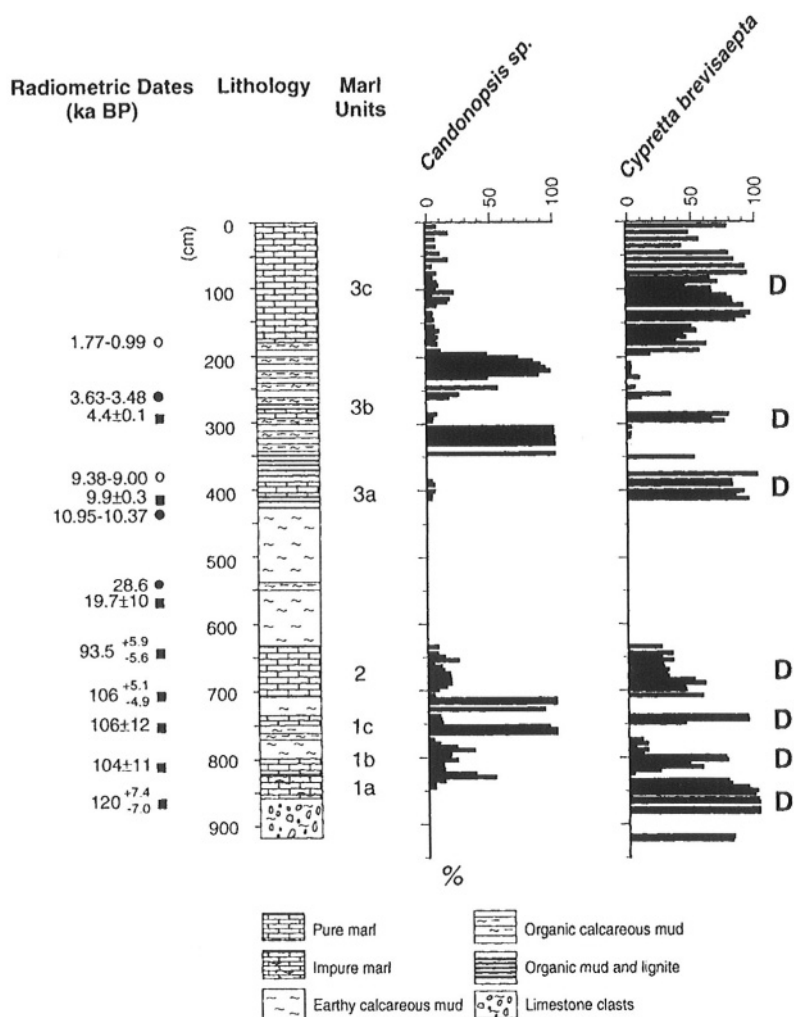 Radiometric Dates
(ka BP)
Lithology
Marl
Units
Candonopsis sp.
Cypretta brevisaepta
0 50 100
0 50 100
0
(cm)
100
200
300
400
500
600
700
800
900
1.77-0.99
3.63-3.48
4.4±0.1
9.38-9.00
9.9±0.3
10.95-10.37
28.6
19.7±10
93.5 +5.9 -5.6
106 +5.1 -4.9
106±12
104±11
120 +7.4 -7.0
3c
3b
3a
2
1c
1b
1a
D
D
D
D
D
D
D
%
Pure marl
Impure marl
Earthy calcareous mud
Organic calcareous mud
Organic mud and lignite
Limestone clasts